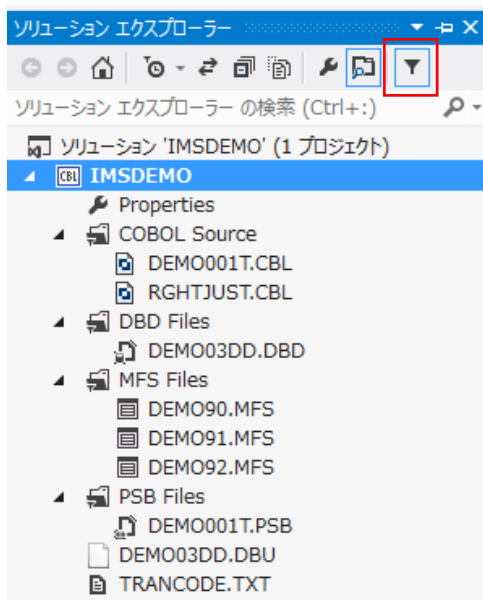 ソリューション エクスプローラー
ソリューション エクスプローラー の検索 (Ctrl+:)
ソリューション 'IMSDEMO' (1 プロジェクト)
CBL IMSDEMO
Properties
COBOL Source
DEMO001T.CBL
RGHTJUST.CBL
DBD Files
DEMO03DD.DBD
MFS Files
DEMO90.MFS
DEMO91.MFS
DEMO92.MFS
PSB Files
DEMO001T.PSB
DEMO03DD.DBU
TRANCODE.TXT